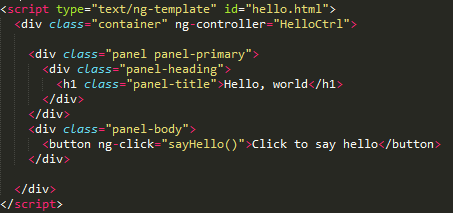 <script type="text/ng-template" id="hello.html">
  <div class="container" ng-controller="HelloCtrl">

    <div class="panel panel-primary">
      <div class="panel-heading">
        <h1 class="panel-title">Hello, world</h1>
      </div>
    </div>
    <div class="panel-body">
      <button ng-click="sayHello()">Click to say hello</button>
    </div>

  </div>
</script>